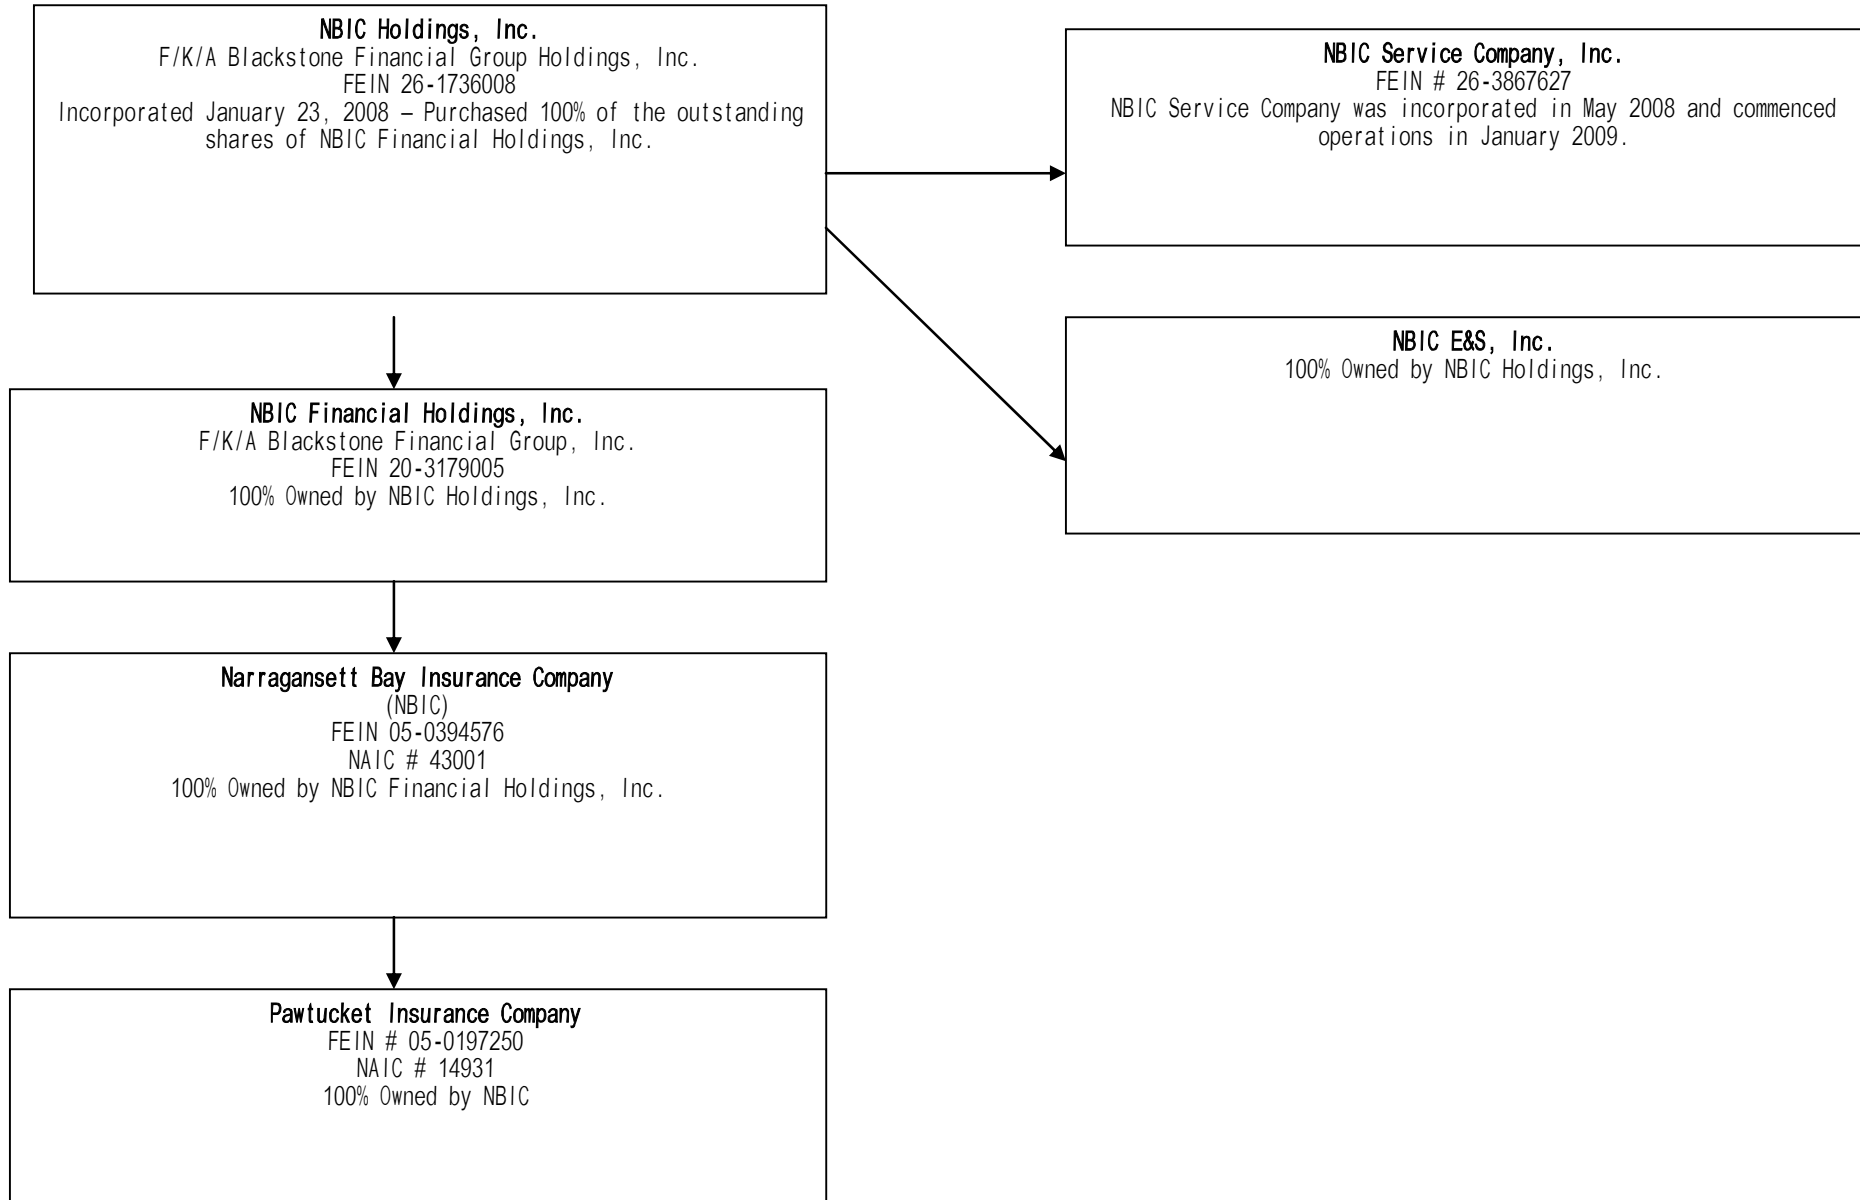 NBIC Holdings, Inc.
F/K/A Blackstone Financial Group Holdings, Inc.
FEIN 26-1736008
Incorporated January 23, 2008 – Purchased 100% of the outstanding
shares of NBIC Financial Holdings, Inc.
NBIC Service Company, Inc.
FEIN # 26-3867627
NBIC Service Company was incorporated in May 2008 and commenced
operations in January 2009.
NBIC E&S, Inc.
100% Owned by NBIC Holdings, Inc.
NBIC Financial Holdings, Inc.
F/K/A Blackstone Financial Group, Inc.
FEIN 20-3179005
100% Owned by NBIC Holdings, Inc.
Narragansett Bay Insurance Company
(NBIC)
FEIN 05-0394576
NAIC # 43001
100% Owned by NBIC Financial Holdings, Inc.
Pawtucket Insurance Company
FEIN # 05-0197250
NAIC # 14931
100% Owned by NBIC